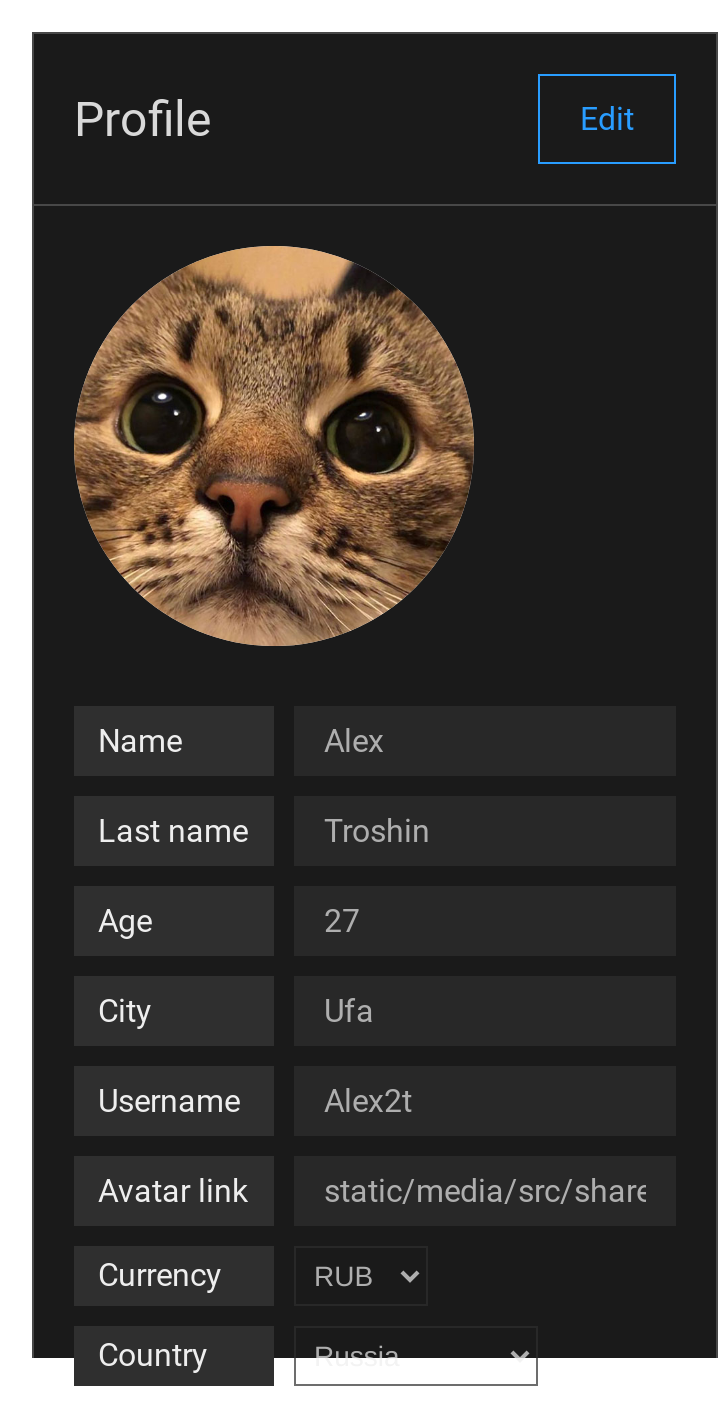 Profile
Edit
Name
Alex
Last name
Troshin
Age
27
City
Ufa
Username
Alex2t
Avatar link
static/media/src/share
Currency
RUB
Country
Russia